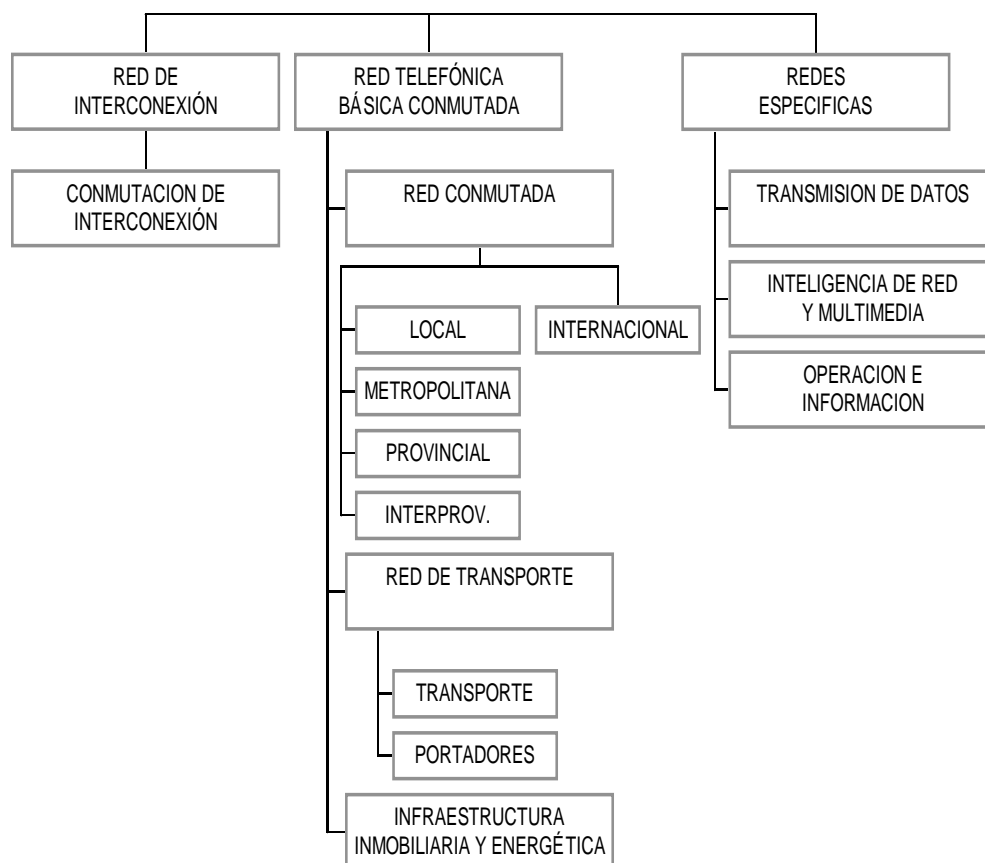 RED DE
INTERCONEXIÓN
RED TELEFÓNICA
BÁSICA CONMUTADA
REDES
ESPECIFICAS
CONMUTACION DE
INTERCONEXIÓN
RED CONMUTADA
TRANSMISION DE DATOS
INTELIGENCIA DE RED
Y MULTIMEDIA
LOCAL
INTERNACIONAL
OPERACION E
INFORMACION
METROPOLITANA
PROVINCIAL
INTERPROV.
RED DE TRANSPORTE
TRANSPORTE
PORTADORES
INFRAESTRUCTURA
INMOBILIARIA Y ENERGÉTICA